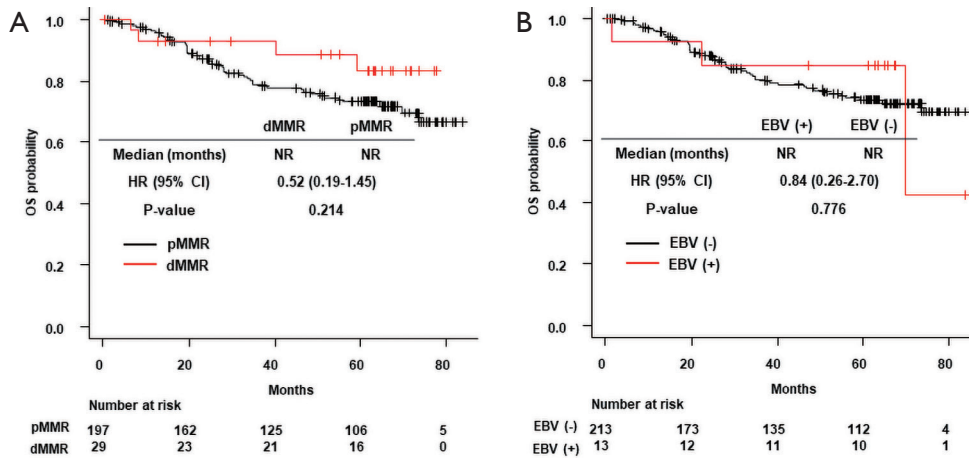 A
1.0
0.8
0.6
0.4
0.2
0.0
OS probability
dMMR pMMR
Median (months) NR NR
HR (95% CI) 0.52 (0.19-1.45)
P-value 0.214
pMMR
dMMR
0 20 40 60 80
Months
Number at risk
pMMR 197 162 125 106 5
dMMR 29 23 21 16 0
B
1.0
0.8
0.6
0.4
0.2
0.0
OS probability
EBV (+) EBV (-)
Median (months) NR NR
HR (95% CI) 0.84 (0.26-2.70)
P-value 0.776
EBV (-)
EBV (+)
0 20 40 60 80
Months
Number at risk
EBV (-) 213 173 135 112 4
EBV (+) 13 12 11 10 1